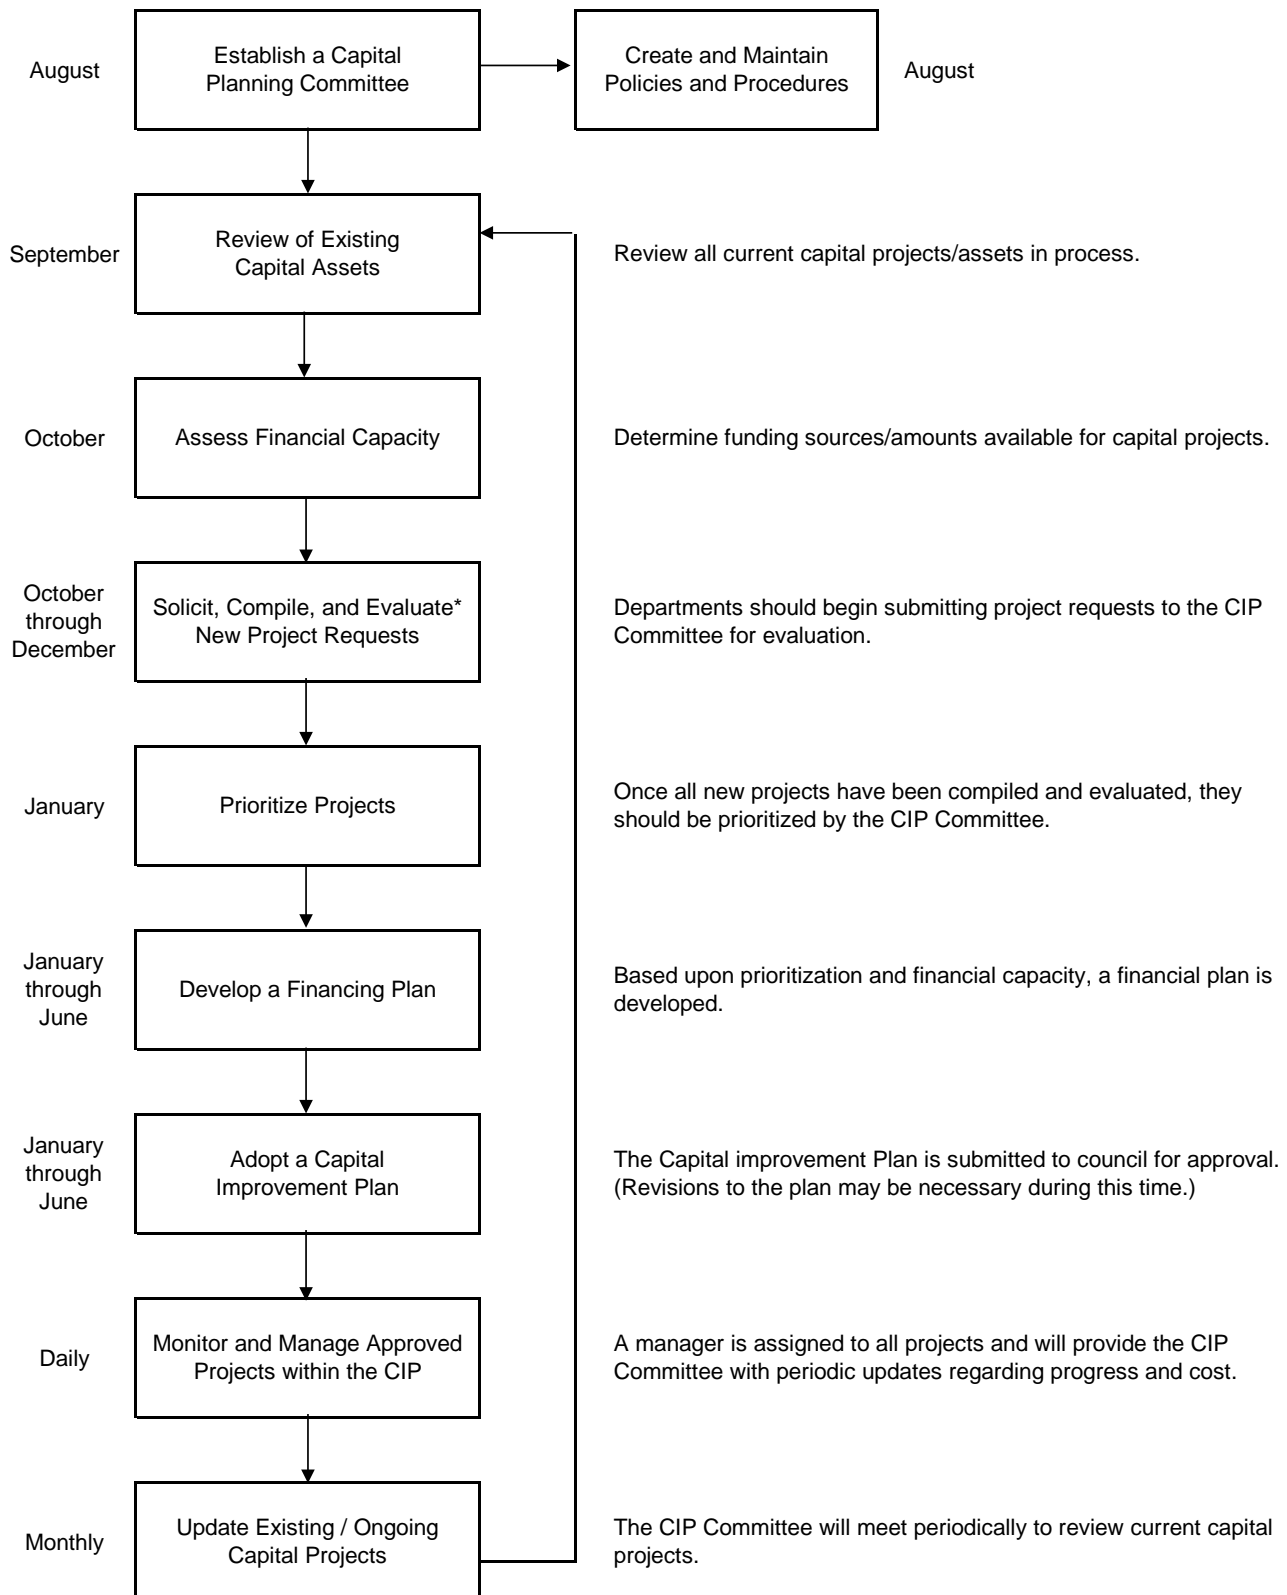 August
Establish a Capital
Planning Committee
Create and Maintain
Policies and Procedures
August
September
Review of Existing
Capital Assets
Review all current capital projects/assets in process.
October
Assess Financial Capacity
Determine funding sources/amounts available for capital projects.
October
through
December
Solicit, Compile, and Evaluate*
New Project Requests
Departments should begin submitting project requests to the CIP
Committee for evaluation.
January
Prioritize Projects
Once all new projects have been compiled and evaluated, they
should be prioritized by the CIP Committee.
January
through
June
Develop a Financing Plan
Based upon prioritization and financial capacity, a financial plan is
developed.
January
through
June
Adopt a Capital
Improvement Plan
The Capital improvement Plan is submitted to council for approval.
(Revisions to the plan may be necessary during this time.)
Daily
Monitor and Manage Approved
Projects within the CIP
A manager is assigned to all projects and will provide the CIP
Committee with periodic updates regarding progress and cost.
Monthly
Update Existing / Ongoing
Capital Projects
The CIP Committee will meet periodically to review current capital
projects.